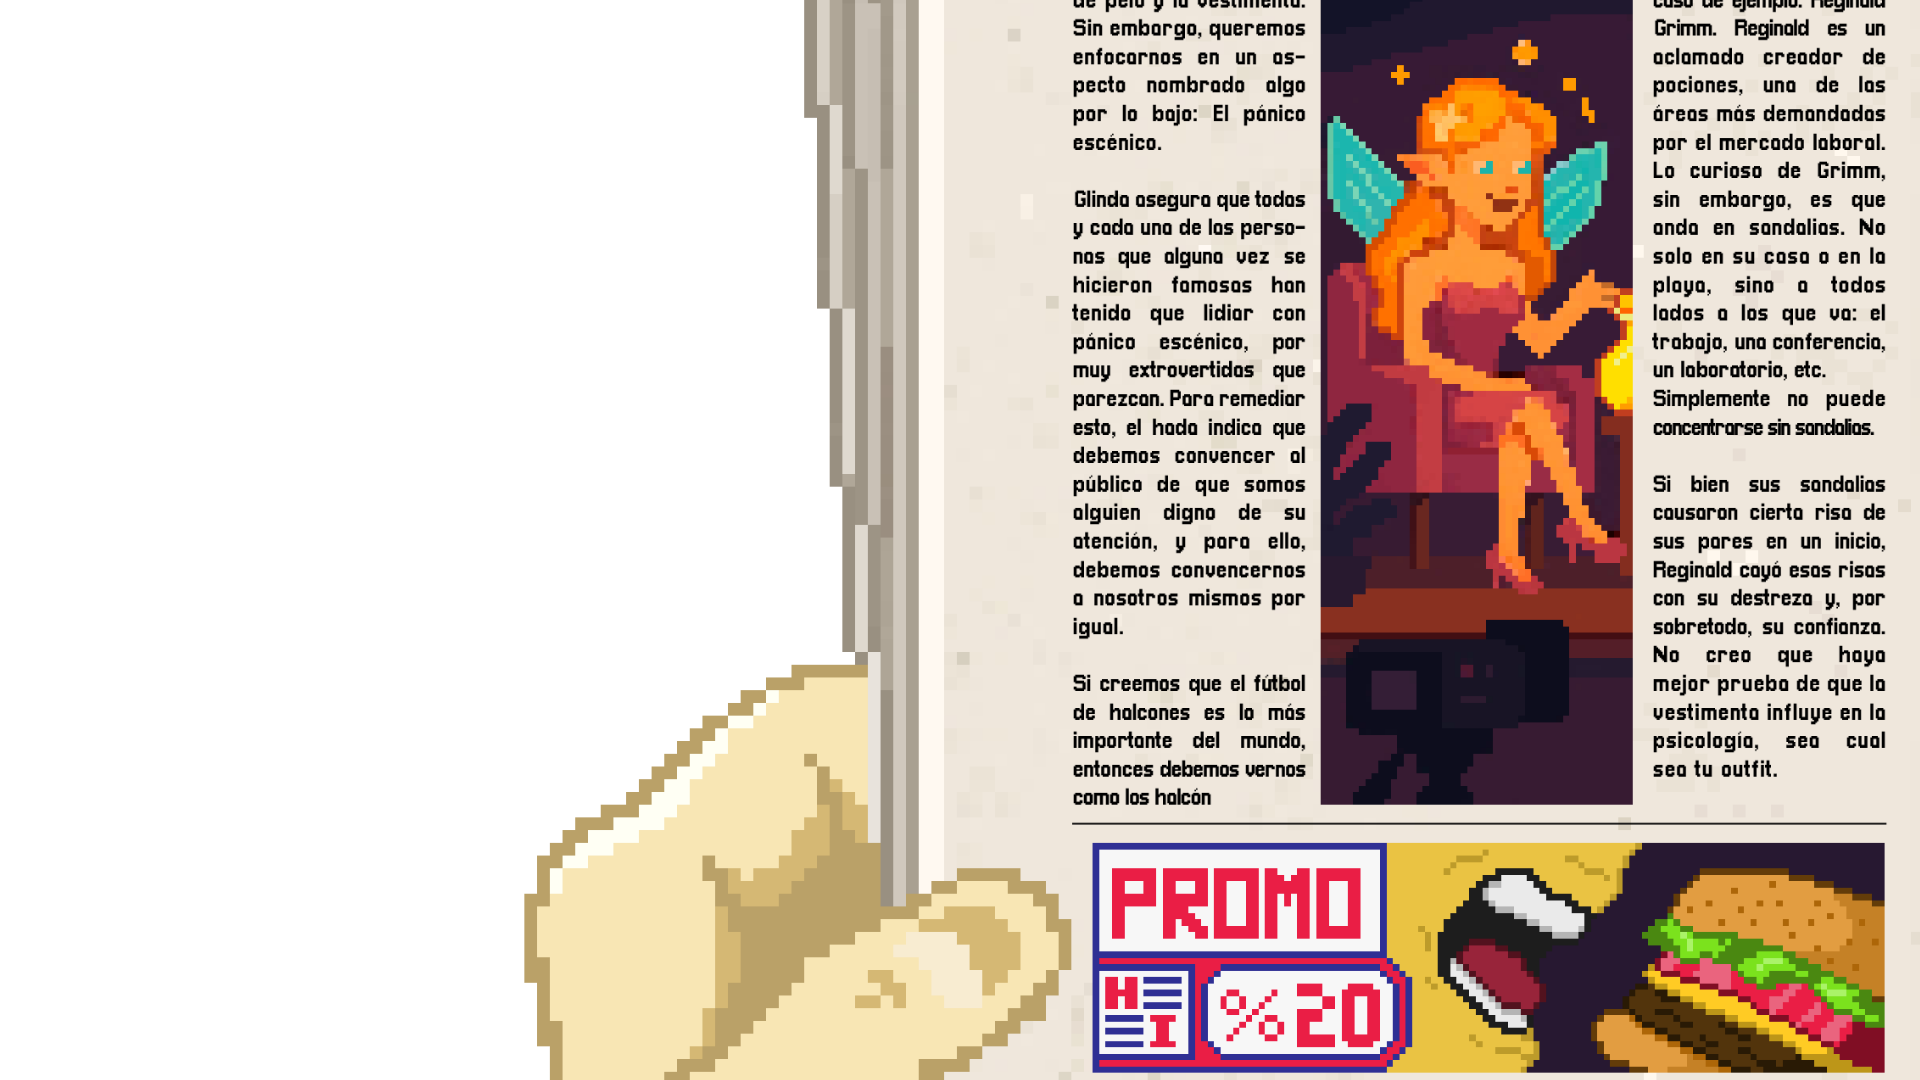 de pelo y la vestimenta.
Sin embargo, queremos
enfocarnos en un as-
pecto nombrado algo
por lo bajo: El pánico
escénico.
Glinda asegura que todas
y cada una de las perso-
nas que alguna vez se
hicieron famosas han
tenido que lidiar con
pánico escénico, por
muy extrovertidas que
parezcan. Para remediar
esto, el hada indica que
debemos convencer al
público de que somos
alguien digno de su
atención, y para ello,
debemos convencernos
a nosotros mismos por
igual.
Si creemos que el fútbol
de halcones es lo más
importante del mundo,
entonces debemos vernos
como los halcón
caso de ejemplo: Reginald
Grimm. Reginald es un
aclamado creador de
pociones, una de las
áreas más demandadas
por el mercado laboral.
Lo curioso de Grimm,
sin embargo, es que
anda en sandalias. No
solo en su casa o en la
playa, sino a todos
lados a los que va: el
trabajo, una conferencia,
un laboratorio, etc.
Simplemente no puede
concentrarse sin sandalias.
Si bien sus sandalias
causaron cierta risa de
sus pares en un inicio,
Reginald cayó esas risas
con su destreza y, por
sobretodo, su confianza.
No creo que haya
mejor prueba de que la
vestimenta influye en la
psicología, sea cual
sea tu outfit.
PROMO
H
I
%20